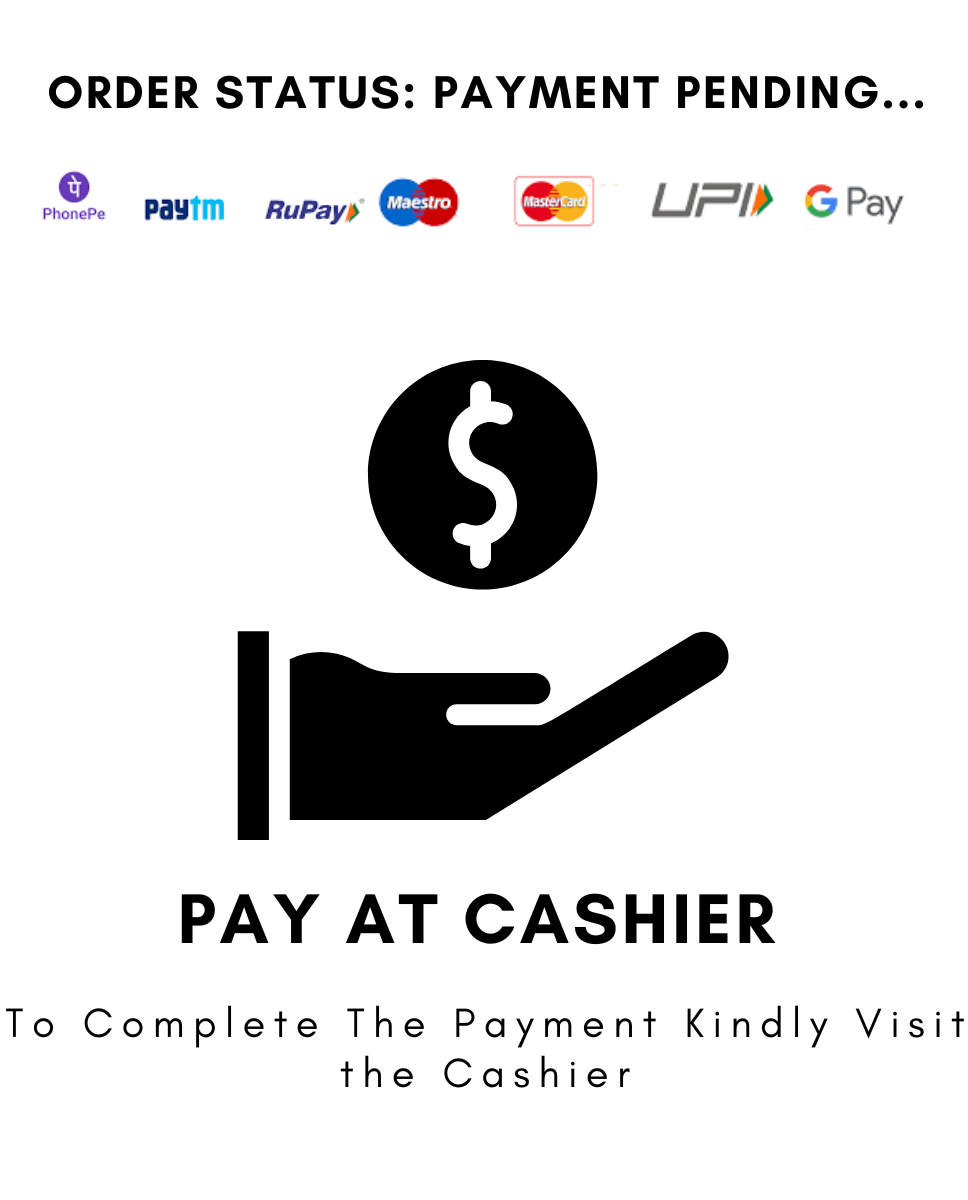 ORDER STATUS: PAYMENT PENDING...
पे
PhonePe paytm RuPay Maestro MasterCard UPI G Pay
$
PAY AT CASHIER
To Complete The Payment Kindly Visit
the Cashier